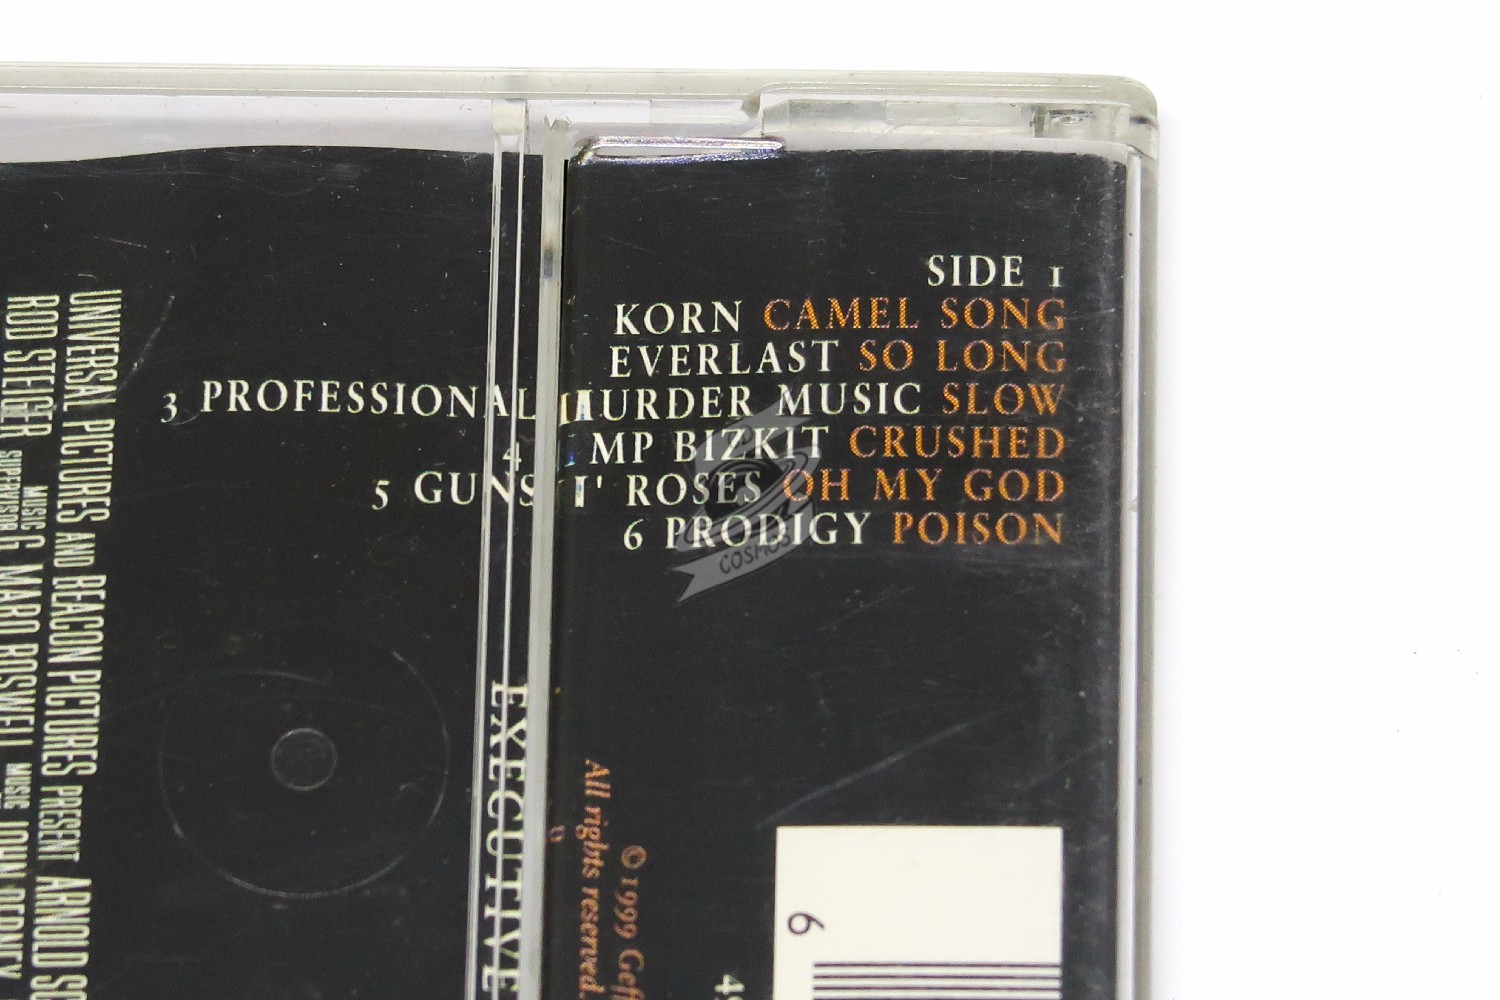 SIDE 1
KORN CAMEL SONG
EVERLAST SO LONG
3 PROFESSIONAL MURDER MUSIC SLOW
4 MP BIZKIT CRUSHED
5 GUNS N' ROSES OH MY GOD
6 PRODIGY POISON
COSMOS
UNIVERSAL PICTURES AND BEACON PICTURES PRESENT ARNOLD
ROD STEIGER MUSIC SUPERVISOR G. MARQ ROSWELL MUSIC JOHN DEBNEY
EXECUTIVE
© 1999
All rights reserved.
6